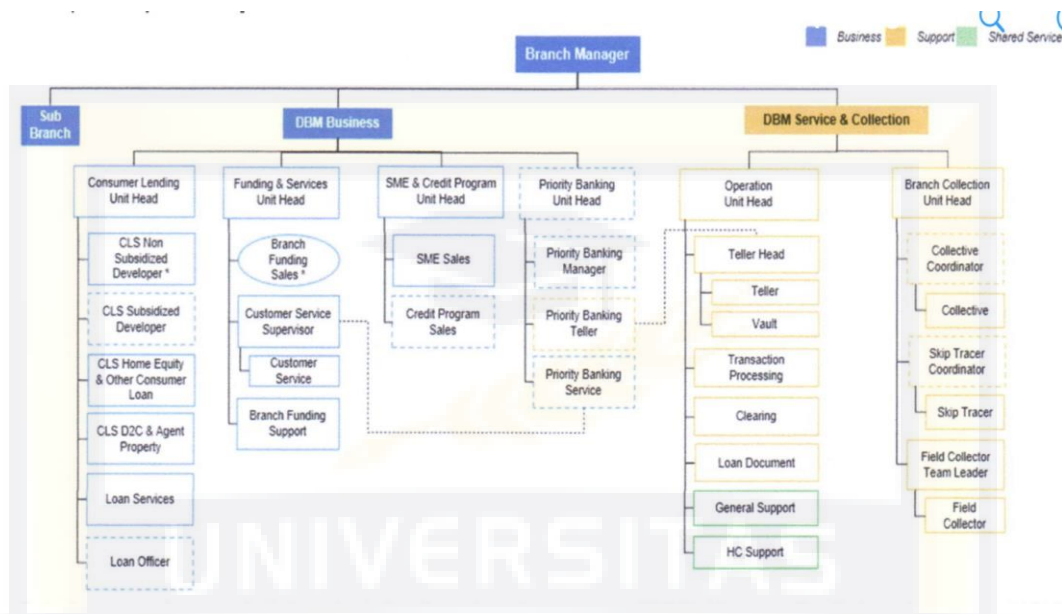 Business Support Shared Service
Branch Manager
Sub
Branch
DBM Business
DBM Service & Collection
Consumer Lending
Unit Head
CLS Non
Subsidized
Developer *
CLS Subsidized
Developer
CLS Home Equity
& Other Consumer
Loan
CLS D2C & Agent
Property
Loan Services
Loan Officer
Funding & Services
Unit Head
Branch
Funding
Sales *
Customer Service
Supervisor
Customer
Service
Branch Funding
Support
SME & Credit Program
Unit Head
SME Sales
Credit Program
Sales
Priority Banking
Unit Head
Priority Banking
Manager
Priority Banking
Teller
Priority Banking
Service
Operation
Unit Head
Teller Head
Teller
Vault
Transaction
Processing
Clearing
Loan Document
General Support
HC Support
Branch Collection
Unit Head
Collective
Coordinator
Collective
Skip Tracer
Coordinator
Skip Tracer
Field Collector
Team Leader
Field
Collector
UNIVERSITAS